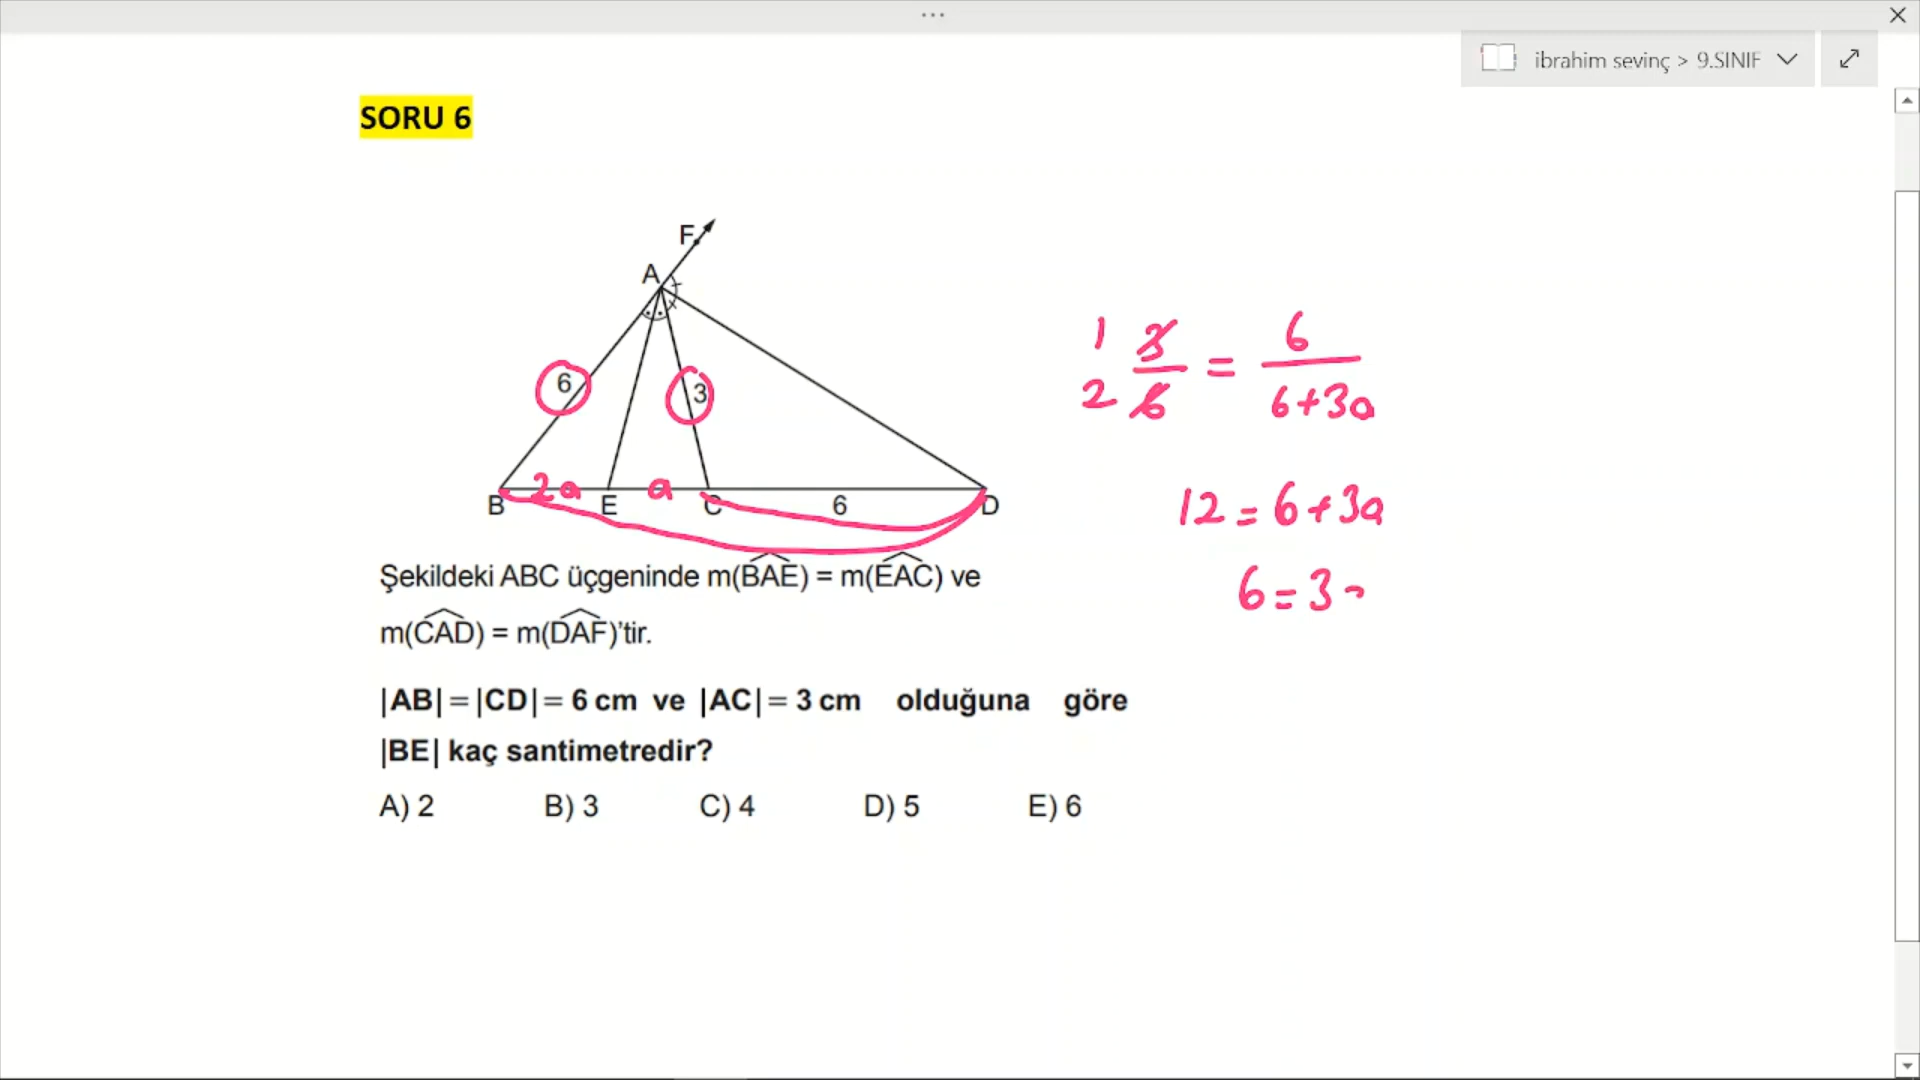 ibrahim sevinç > 9.SINIF
SORU 6
F
A
6
3
B 2a E a C 6 D
1 3 = 6
2 6 6+3a
12 = 6+3a
6 = 3
Şekildeki ABC üçgeninde m(BAE) = m(EAC) ve
m(CAD) = m(DAF)'tir.
|AB| = |CD| = 6 cm ve |AC| = 3 cm olduğuna göre
|BE| kaç santimetredir?
A) 2 B) 3 C) 4 D) 5 E) 6